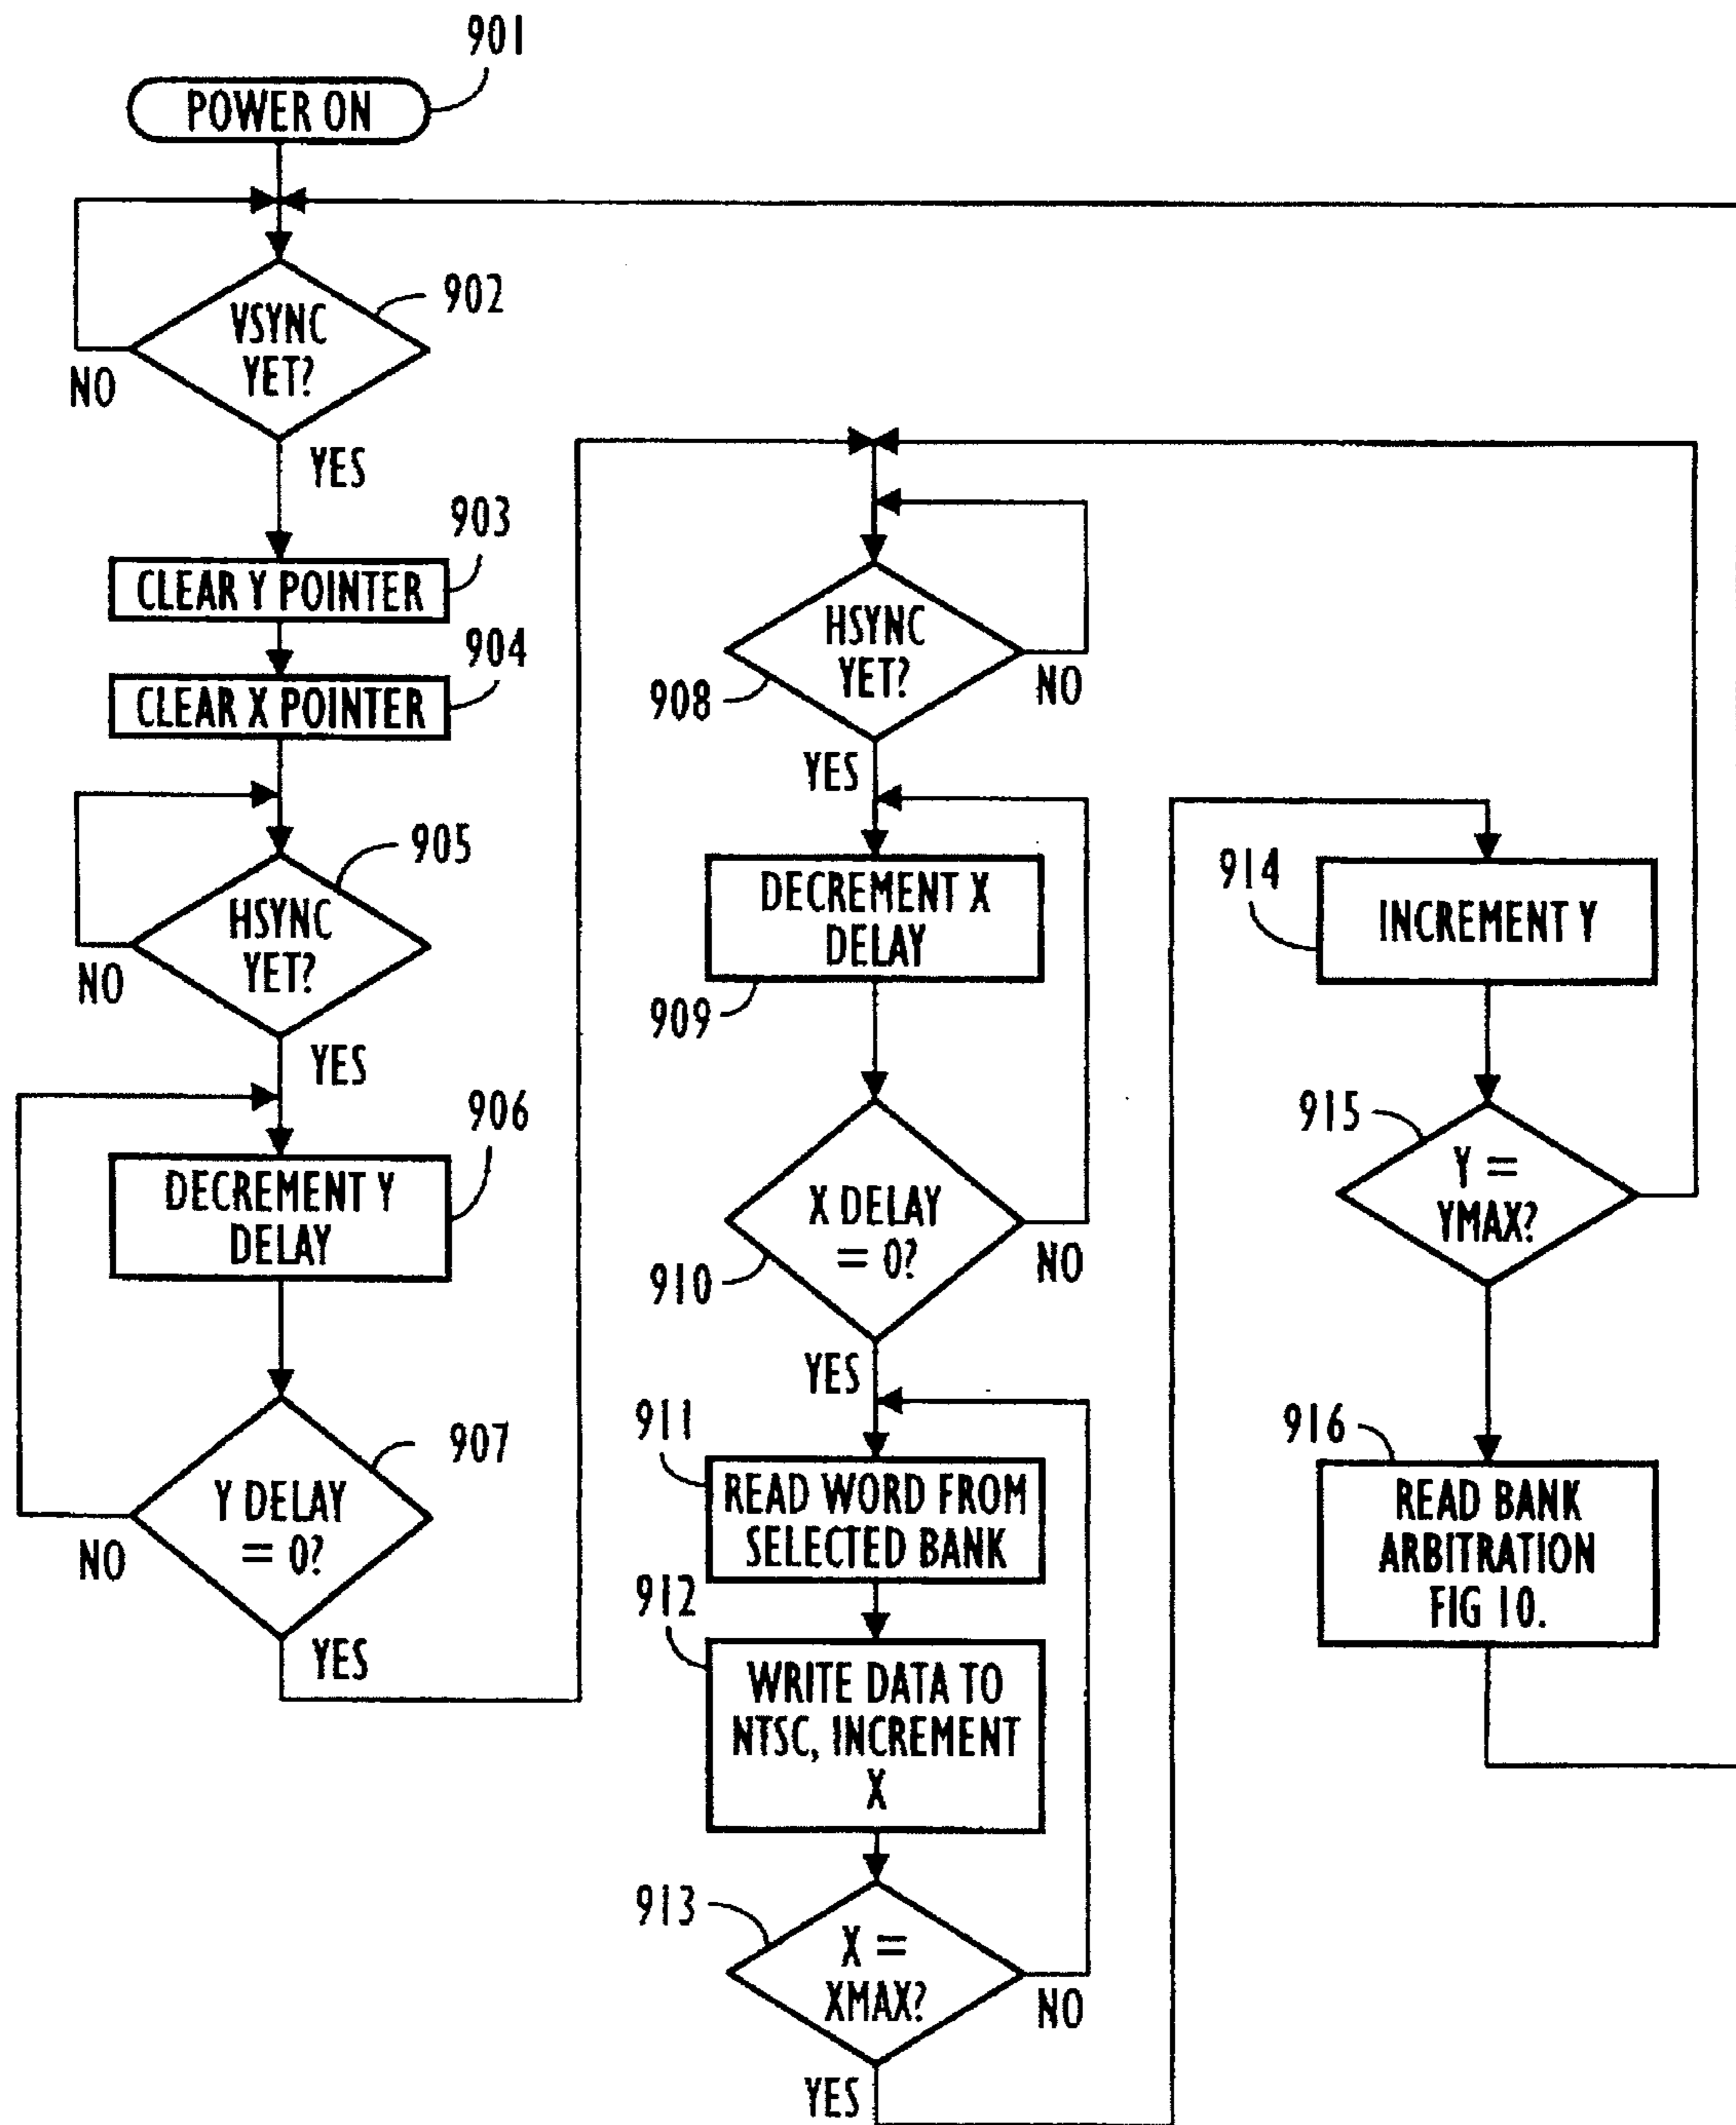 901
POWER ON
902
VSYNC
YET?
NO
YES
903
CLEAR Y POINTER
904
CLEAR X POINTER
905
HSYNC
YET?
NO
YES
906
DECREMENT Y
DELAY
907
Y DELAY
= 0?
NO
YES
908
HSYNC
YET?
NO
YES
DECREMENT X
DELAY
909
X DELAY
= 0?
910
NO
YES
911
READ WORD FROM
SELECTED BANK
912
WRITE DATA TO
NTSC, INCREMENT
X
913
X =
XMAX?
NO
YES
914
INCREMENT Y
915
Y =
YMAX?
916
READ BANK
ARBITRATION
FIG 10.